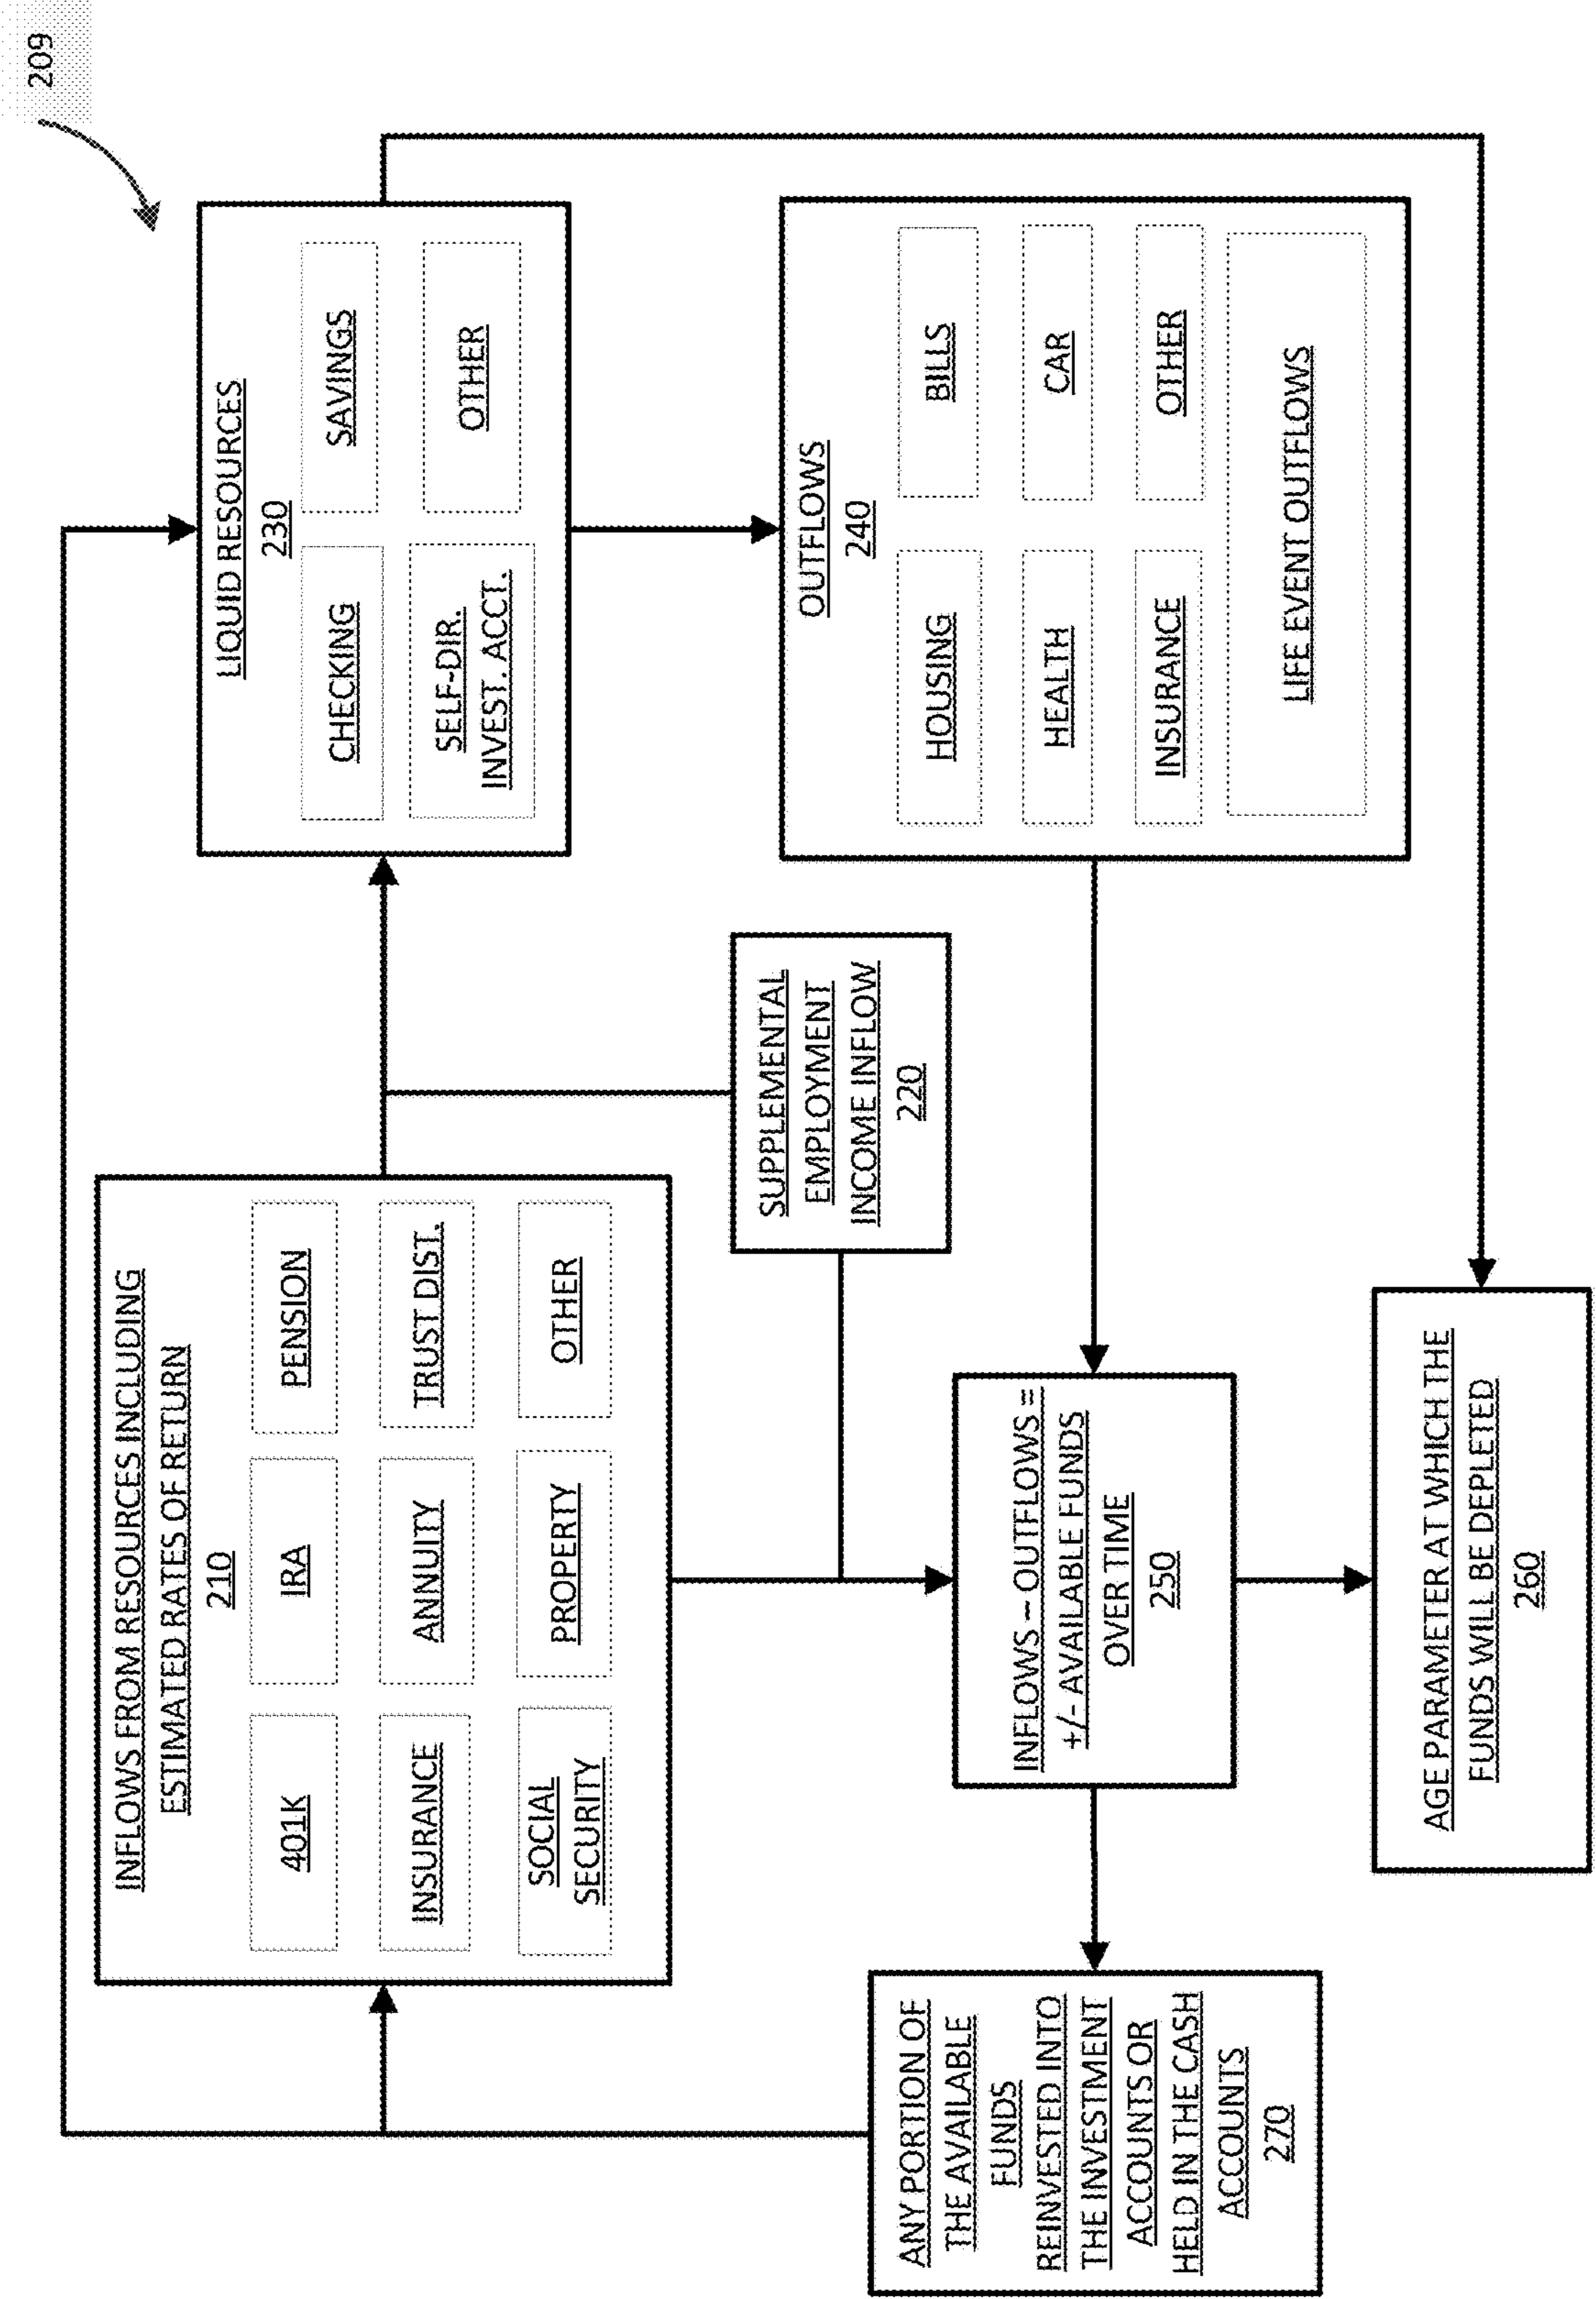 209
INFLOWS FROM RESOURCES INCLUDING
ESTIMATED RATES OF RETURN
210
401K
IRA
PENSION
INSURANCE
ANNUITY
TRUST DIST.
SOCIAL
SECURITY
PROPERTY
OTHER
LIQUID RESOURCES
230
CHECKING
SAVINGS
SELF-DIR.
INVEST. ACCT.
OTHER
SUPPLEMENTAL
EMPLOYMENT
INCOME INFLOW
220
OUTFLOWS
240
HOUSING
BILLS
HEALTH
CAR
INSURANCE
OTHER
LIFE EVENT OUTFLOWS
ANY PORTION OF
THE AVAILABLE
FUNDS
REINVESTED INTO
THE INVESTMENT
ACCOUNTS OR
HELD IN THE CASH
ACCOUNTS
270
INFLOWS – OUTFLOWS =
+/- AVAILABLE FUNDS
OVER TIME
250
AGE PARAMETER AT WHICH THE
FUNDS WILL BE DEPLETED
260